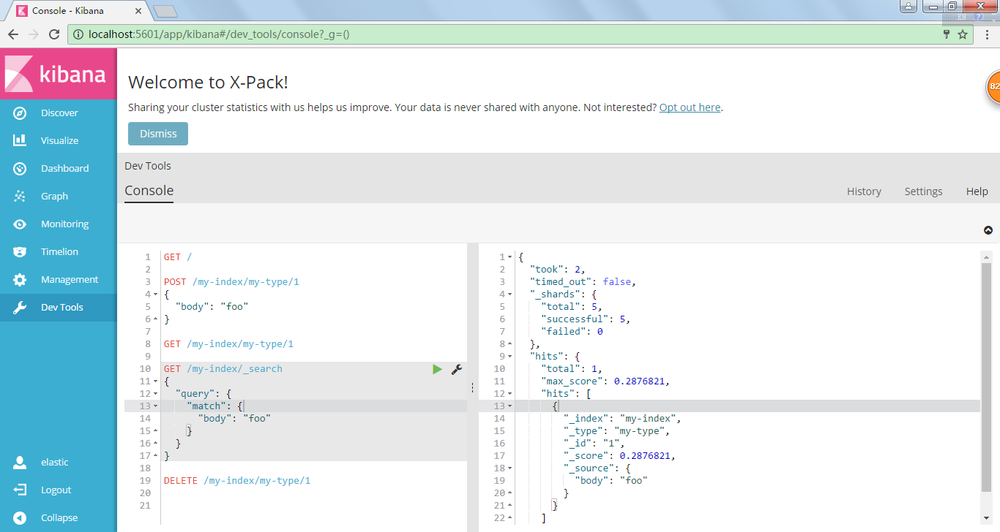 Console - Kibana
EN
localhost:5601/app/kibana#/dev_tools/console?_g=()
kibana
Discover
Visualize
Dashboard
Graph
Monitoring
Timelion
Management
Dev Tools
elastic
Logout
Collapse
Welcome to X-Pack!
Sharing your cluster statistics with us helps us improve. Your data is never shared with anyone. Not interested? Opt out here.
Dismiss
82
Dev Tools
Console
History Settings Help
1 GET /
2
3 POST /my-index/my-type/1
4 {
5 "body": "foo"
6 }
7
8 GET /my-index/my-type/1
9
10 GET /my-index/_search
11 {
12 "query": {
13 "match": {
14 "body": "foo"
15 }
16 }
17 }
18
19 DELETE /my-index/my-type/1
20
21
1 {
2 "took": 2,
3 "timed_out": false,
4 "_shards": {
5 "total": 5,
6 "successful": 5,
7 "failed": 0
8 },
9 "hits": {
10 "total": 1,
11 "max_score": 0.2876821,
12 "hits": [
13 {
14 "_index": "my-index",
15 "_type": "my-type",
16 "_id": "1",
17 "_score": 0.2876821,
18 "_source": {
19 "body": "foo"
20 }
21 }
22 ]